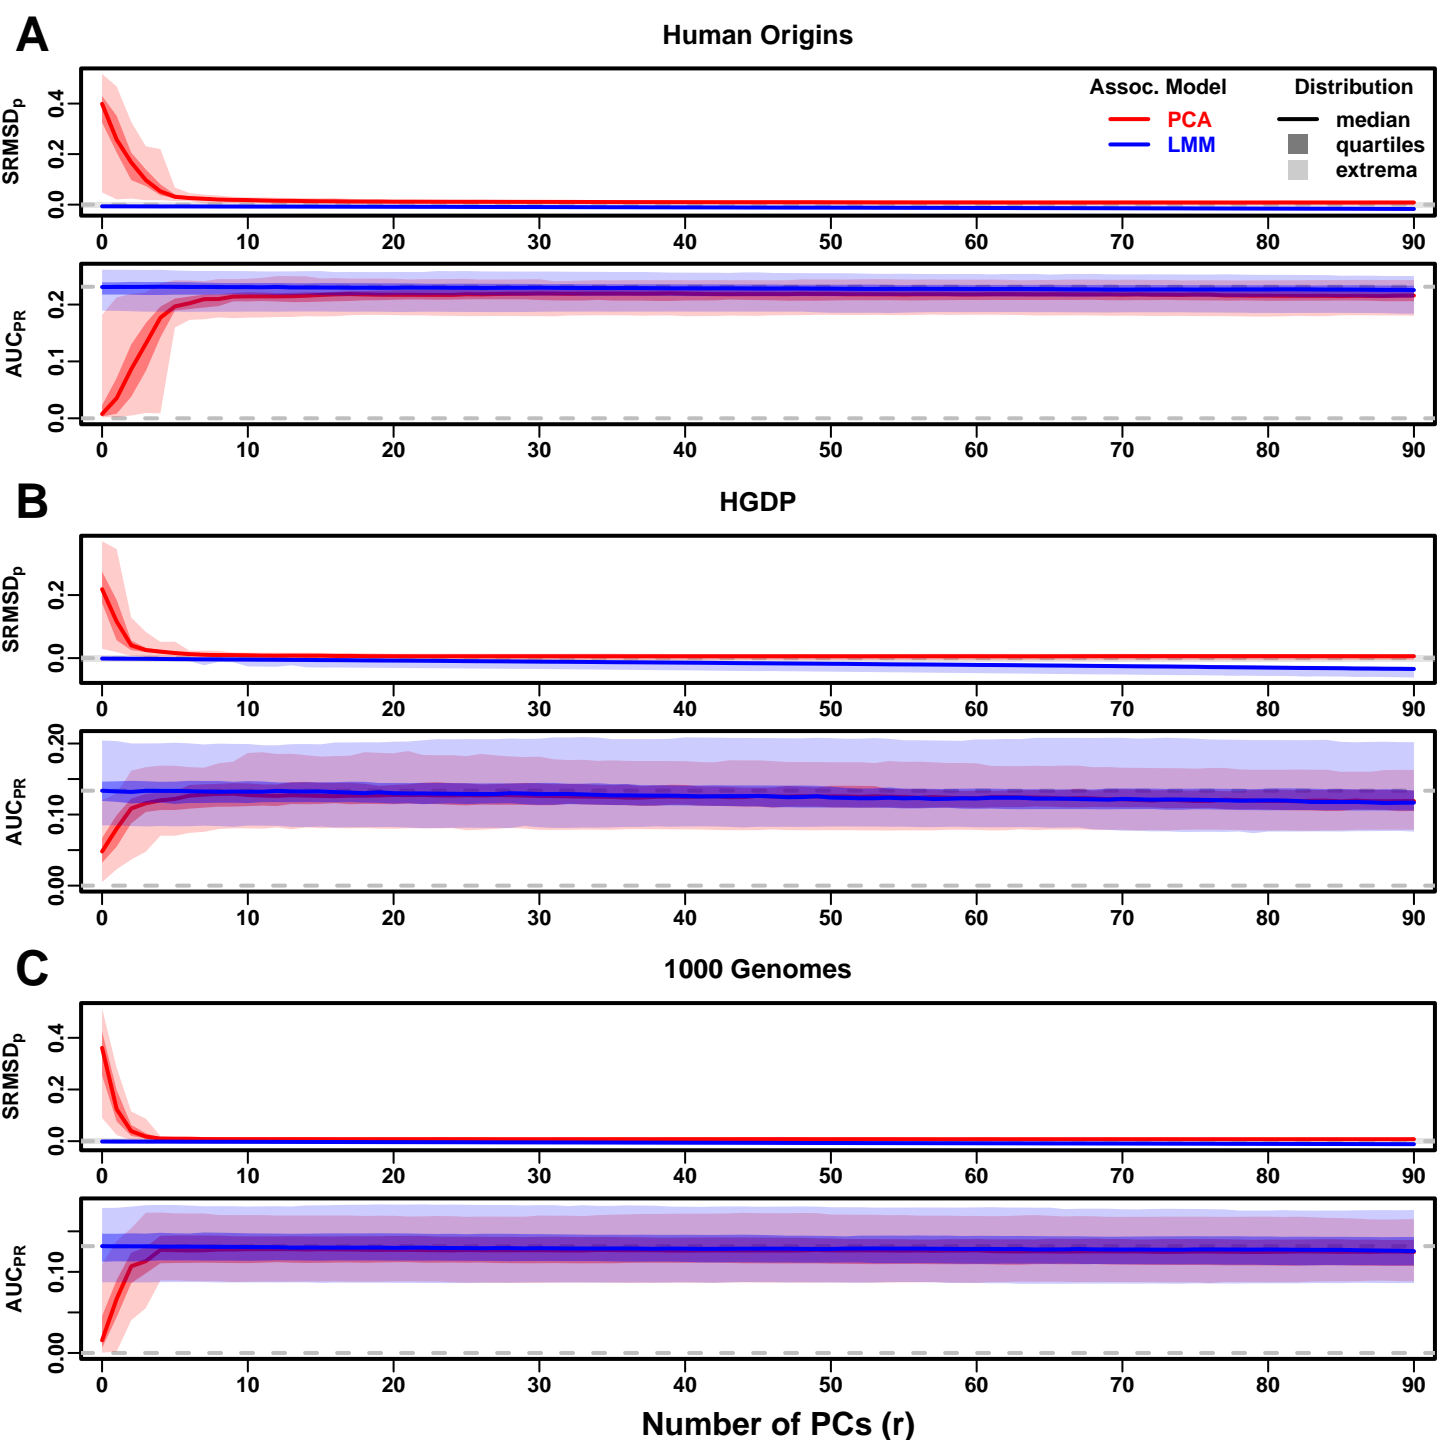 A
Human Origins
SRMSDp
0.0 0.2 0.4
Assoc. Model
PCA
LMM
Distribution
median
quartiles
extrema
0 10 20 30 40 50 60 70 80 90
AUCPR
0.0 0.1 0.2
0 10 20 30 40 50 60 70 80 90
B
HGDP
SRMSDp
0.0 0.2
0 10 20 30 40 50 60 70 80 90
AUCPR
0.00 0.10 0.20
0 10 20 30 40 50 60 70 80 90
C
1000 Genomes
SRMSDp
0.0 0.2 0.4
0 10 20 30 40 50 60 70 80 90
AUCPR
0.00 0.10
0 10 20 30 40 50 60 70 80 90
Number of PCs (r)